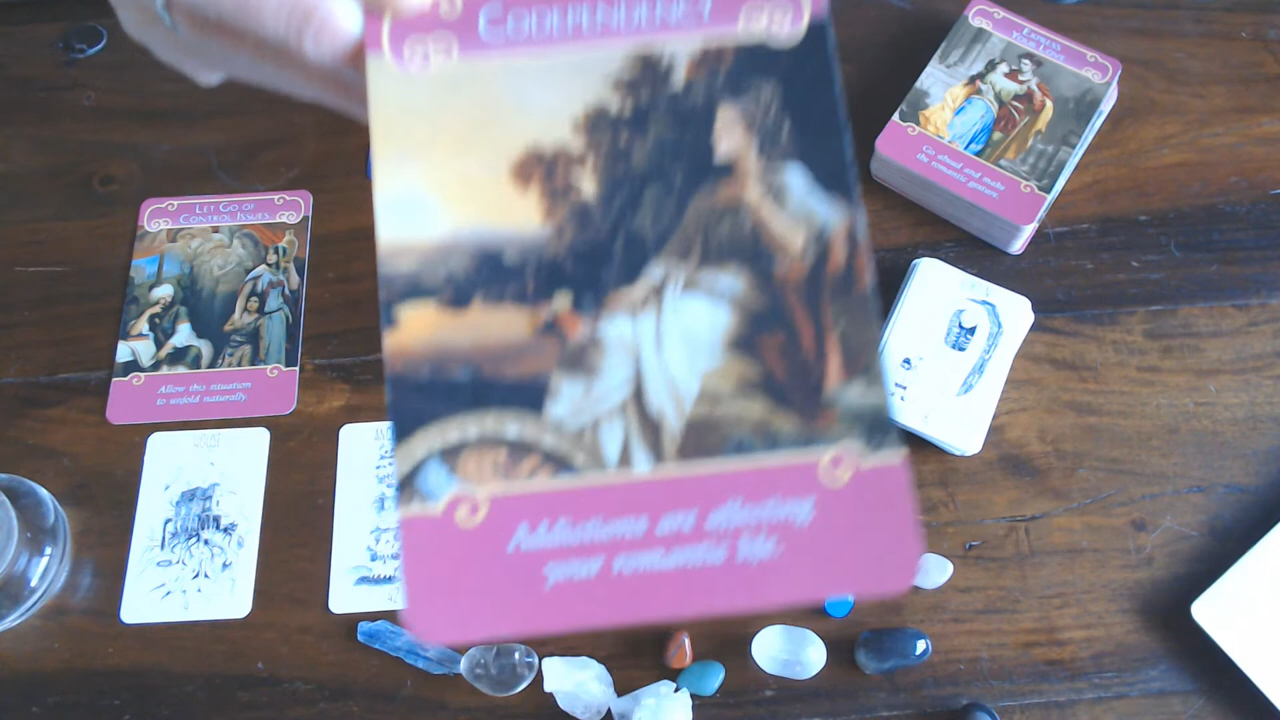 CODEPENDENCY
Addictions are affecting
your romantic life.
EXPRESS
YOUR LOVE
Go ahead and make
the romantic gesture.
LET GO OF
CONTROL ISSUES
Allow this situation
to unfold naturally.
42